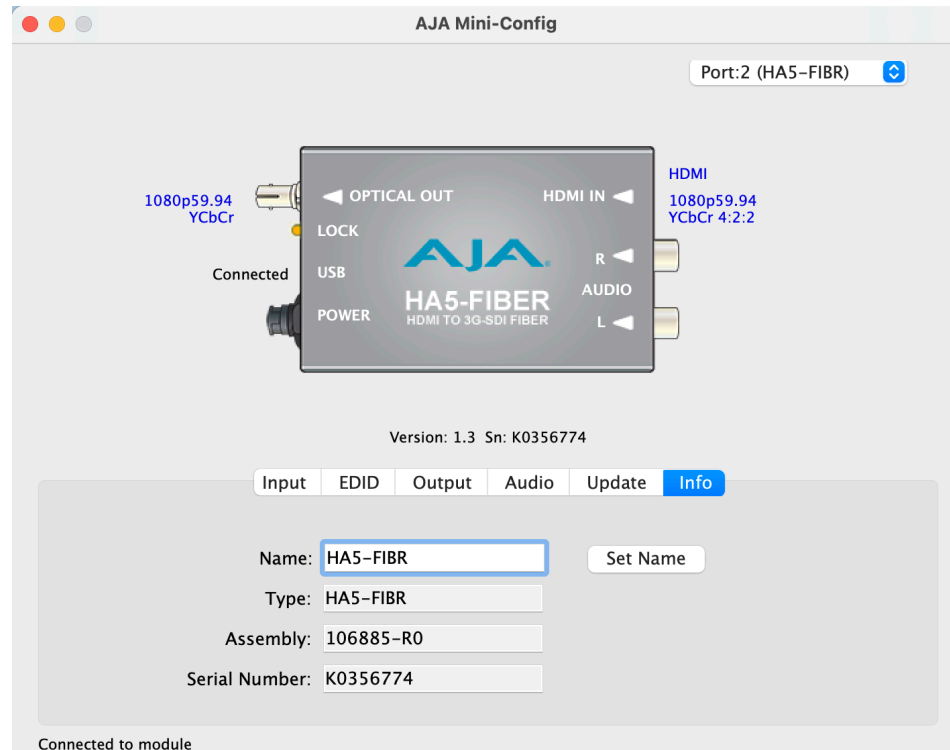 AJA Mini-Config
Port:2 (HA5-FIBR)
1080p59.94
YCbCr
OPTICAL OUT
HDMI IN
HDMI
1080p59.94
YCbCr 4:2:2
LOCK
Connected
USB
AJA
R
AUDIO
POWER
HA5-FIBER
HDMI TO 3G-SDI FIBER
L
Version: 1.3 Sn: K0356774
Input EDID Output Audio Update Info
Name: HA5-FIBR Set Name
Type: HA5-FIBR
Assembly: 106885-R0
Serial Number: K0356774
Connected to module